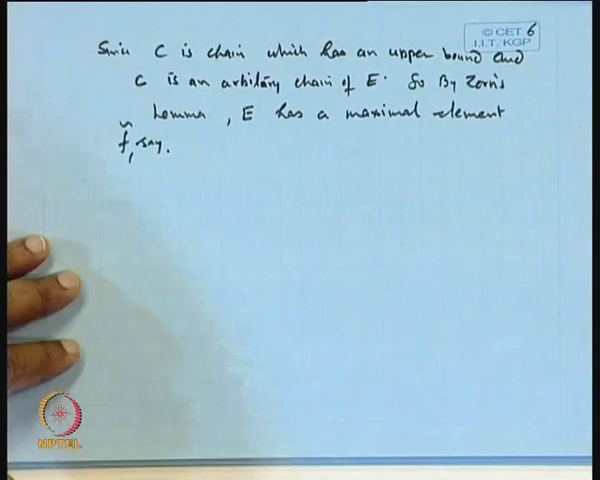 © CET
I.I.T. KGP
6
Since C is chain which has an upper bound and
C is an arbitrary chain of E. So By Zorn's
Lemma, E has a maximal element
f̃, say.
NPTEL